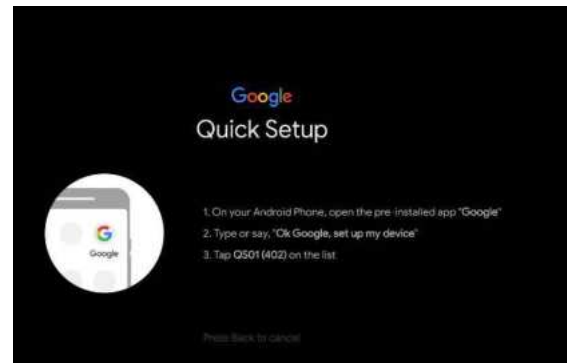 Google
Quick Setup
1. On your Android Phone, open the pre-installed app "Google"
2. Type or say, "Ok Google, set up my device"
3. Tap QS01 (402) on the list
G
Google
Press Back to cancel